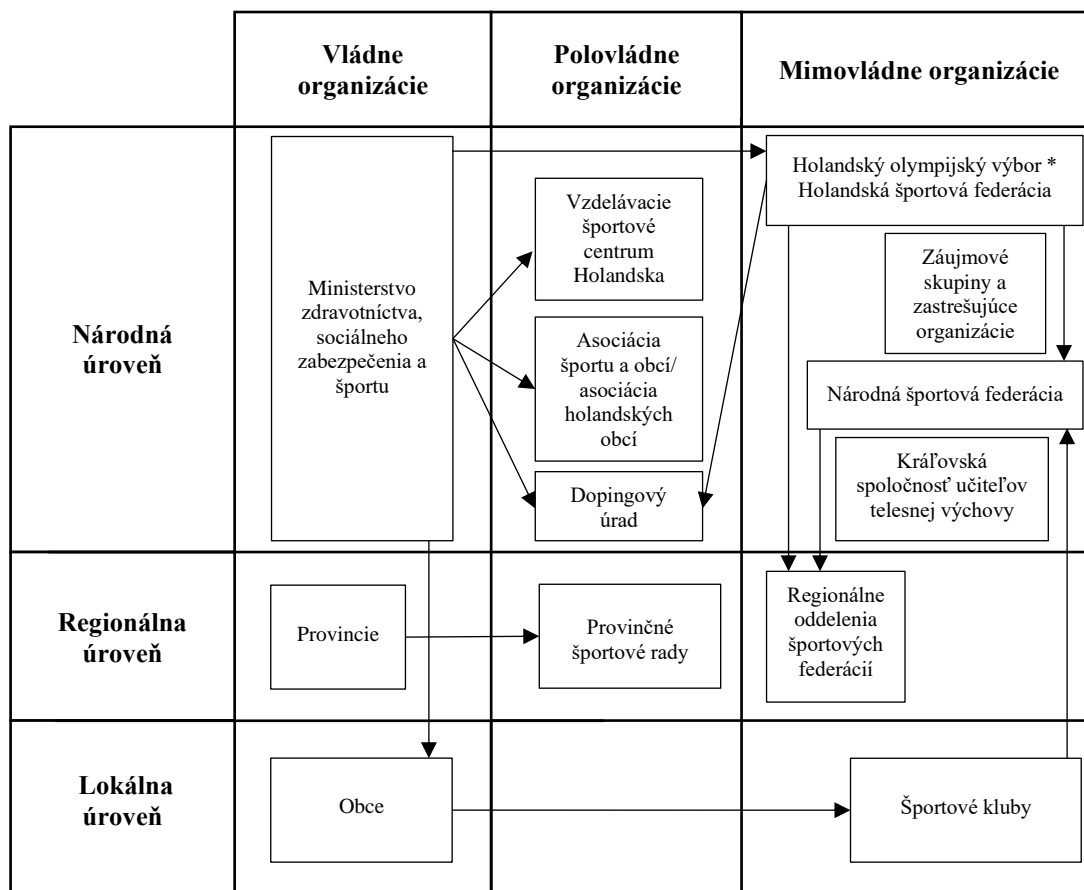 Vládne
organizácie
Polovládne
organizácie
Mimovládne organizácie
Národná
úroveň
Ministerstvo
zdravotníctva,
sociálneho
zabezpečenia a
športu
Vzdelávacie
športové
centrum
Holandska
Asociácia
športu a obcí/
asociácia
holandských
obcí
Dopingový
úrad
Holandský olympijský výbor *
Holandská športová federácia
Záujmové
skupiny a
zastrešujúce
organizácie
Národná športová federácia
Kráľovská
spoločnosť učiteľov
telesnej výchovy
Regionálna
úroveň
Provincie
Provinčné
športové rady
Regionálne
oddelenia
športových
federácií
Lokálna
úroveň
Obce
Športové kluby